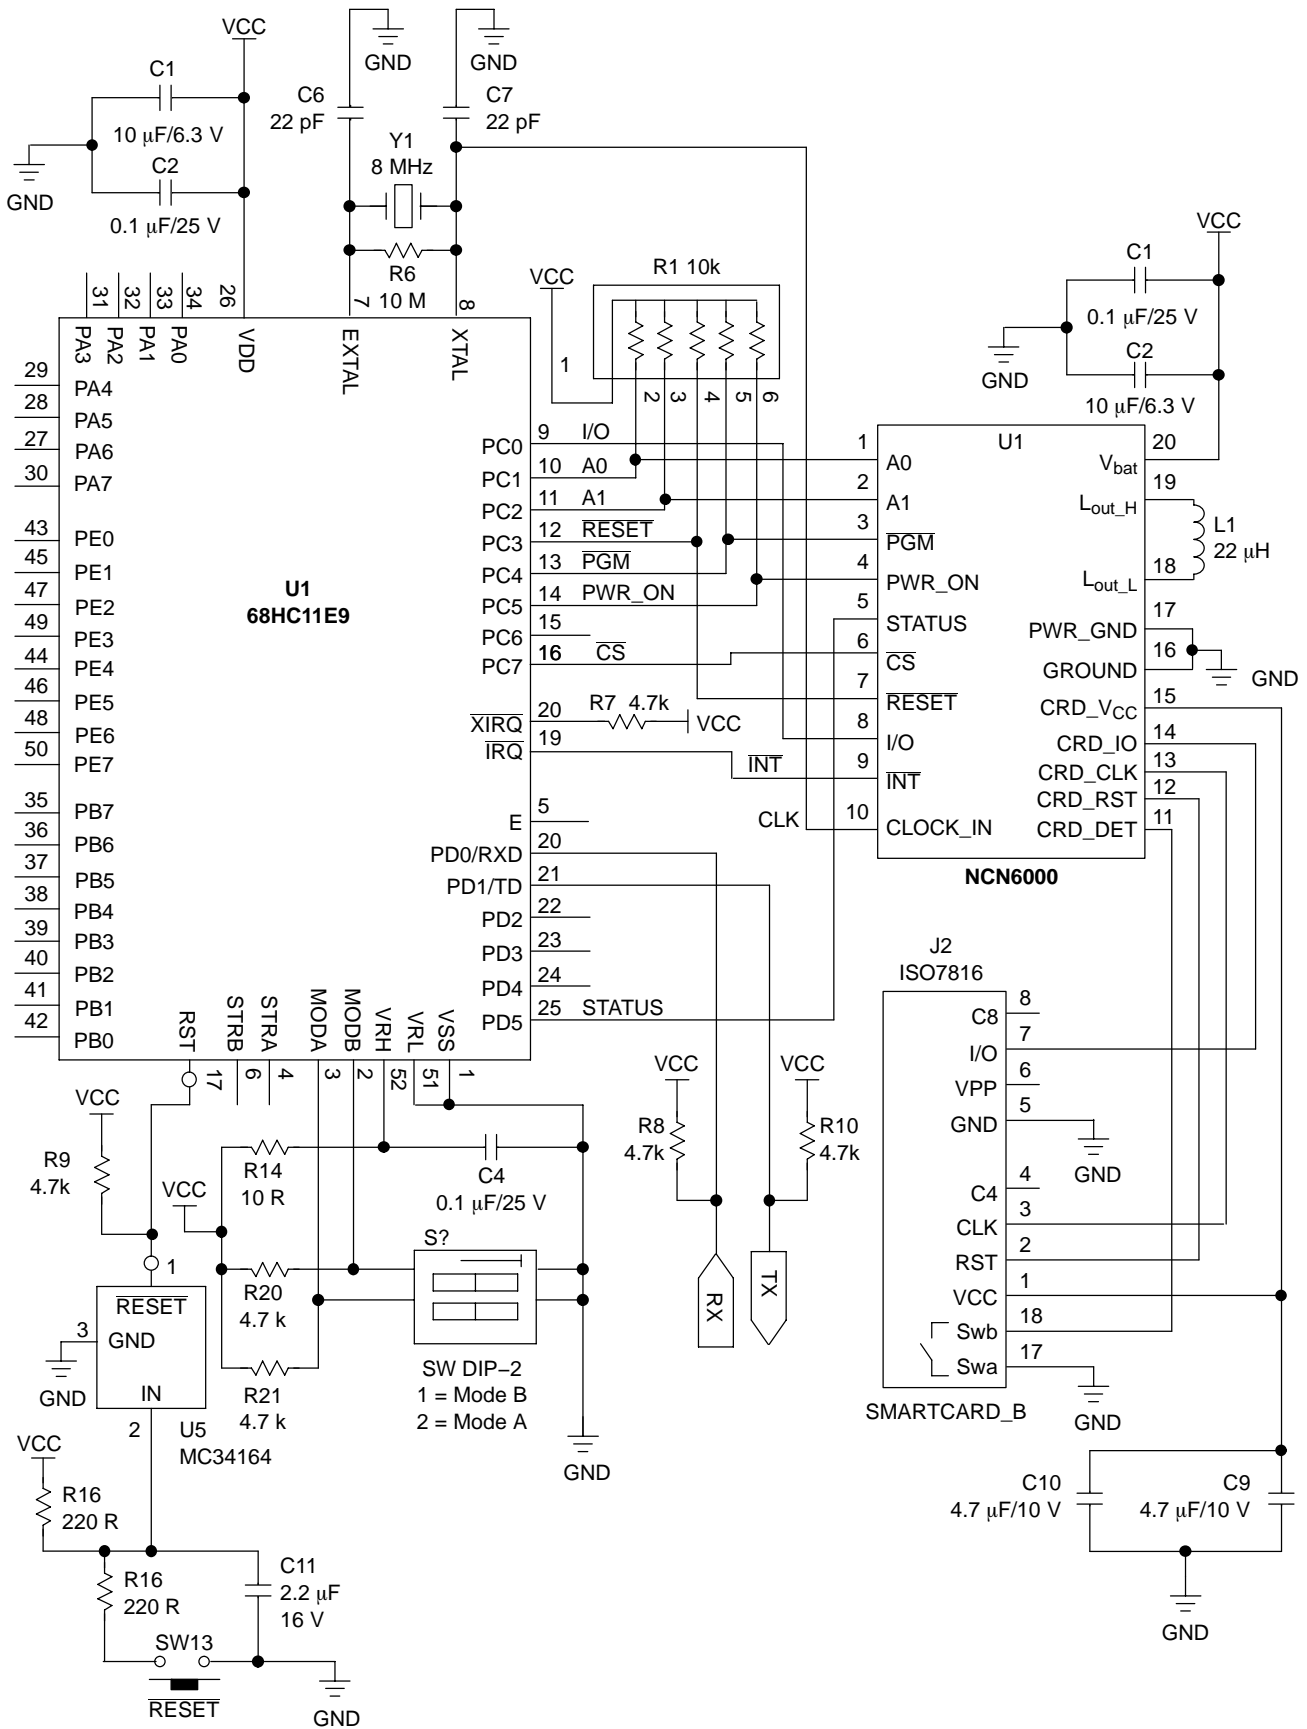 VCC
C1
10 μF/6.3 V
C2
0.1 μF/25 V
GND
GND
GND
C6
22 pF
C7
22 pF
Y1
8 MHz
R6
10 M
VCC
R1 10k
1
2
3
4
5
6
VCC
C1
0.1 μF/25 V
C2
10 μF/6.3 V
GND
31
32
33
34
26
7
8
PA3
PA2
PA1
PA0
VDD
EXTAL
XTAL
29
PA4
28
PA5
27
PA6
30
PA7
43
PE0
45
PE1
47
PE2
49
PE3
44
PE4
46
PE5
48
PE6
50
PE7
35
PB7
36
PB6
37
PB5
38
PB4
39
PB3
40
PB2
41
PB1
42
PB0
U1
68HC11E9
PC0 9 I/O
PC1 10 A0
PC2 11 A1
PC3 12 RESET
PC4 13 PGM
PC5 14 PWR_ON
PC6 15
PC7 16 CS
XIRQ 20 R7 4.7k VCC
IRQ 19 INT
E 5
PD0/RXD 20
PD1/TD 21
PD2 22
PD3 23
PD4 24
PD5 25 STATUS
CLK
RST
STRB
STRA
MODA
MODB
VRH
VRL
VSS
17
6
4
3
2
52
51
1
U1
1 A0
2 A1
3 PGM
4 PWR_ON
5 STATUS
6 CS
7 RESET
8 I/O
9 INT
10 CLOCK_IN
Vbat 20
Lout_H 19
Lout_L 18
PWR_GND 17
GROUND 16
CRD_VCC 15
CRD_IO 14
CRD_CLK 13
CRD_RST 12
CRD_DET 11
L1
22 μH
GND
NCN6000
J2
ISO7816
C8 8
I/O 7
VPP 6
GND 5
GND
C4 4
CLK 3
RST 2
VCC 1
Swb 18
Swa 17
GND
SMARTCARD_B
C10
4.7 μF/10 V
C9
4.7 μF/10 V
GND
VCC
R8
4.7k
VCC
R10
4.7k
RX
TX
VCC
R9
4.7k
VCC
R14
10 R
C4
0.1 μF/25 V
R20
4.7 k
R21
4.7 k
S?
SW DIP–2
1 = Mode B
2 = Mode A
GND
1
RESET
3
GND
GND
IN
2
U5
MC34164
VCC
R16
220 R
R16
220 R
C11
2.2 μF
16 V
SW13
RESET
GND